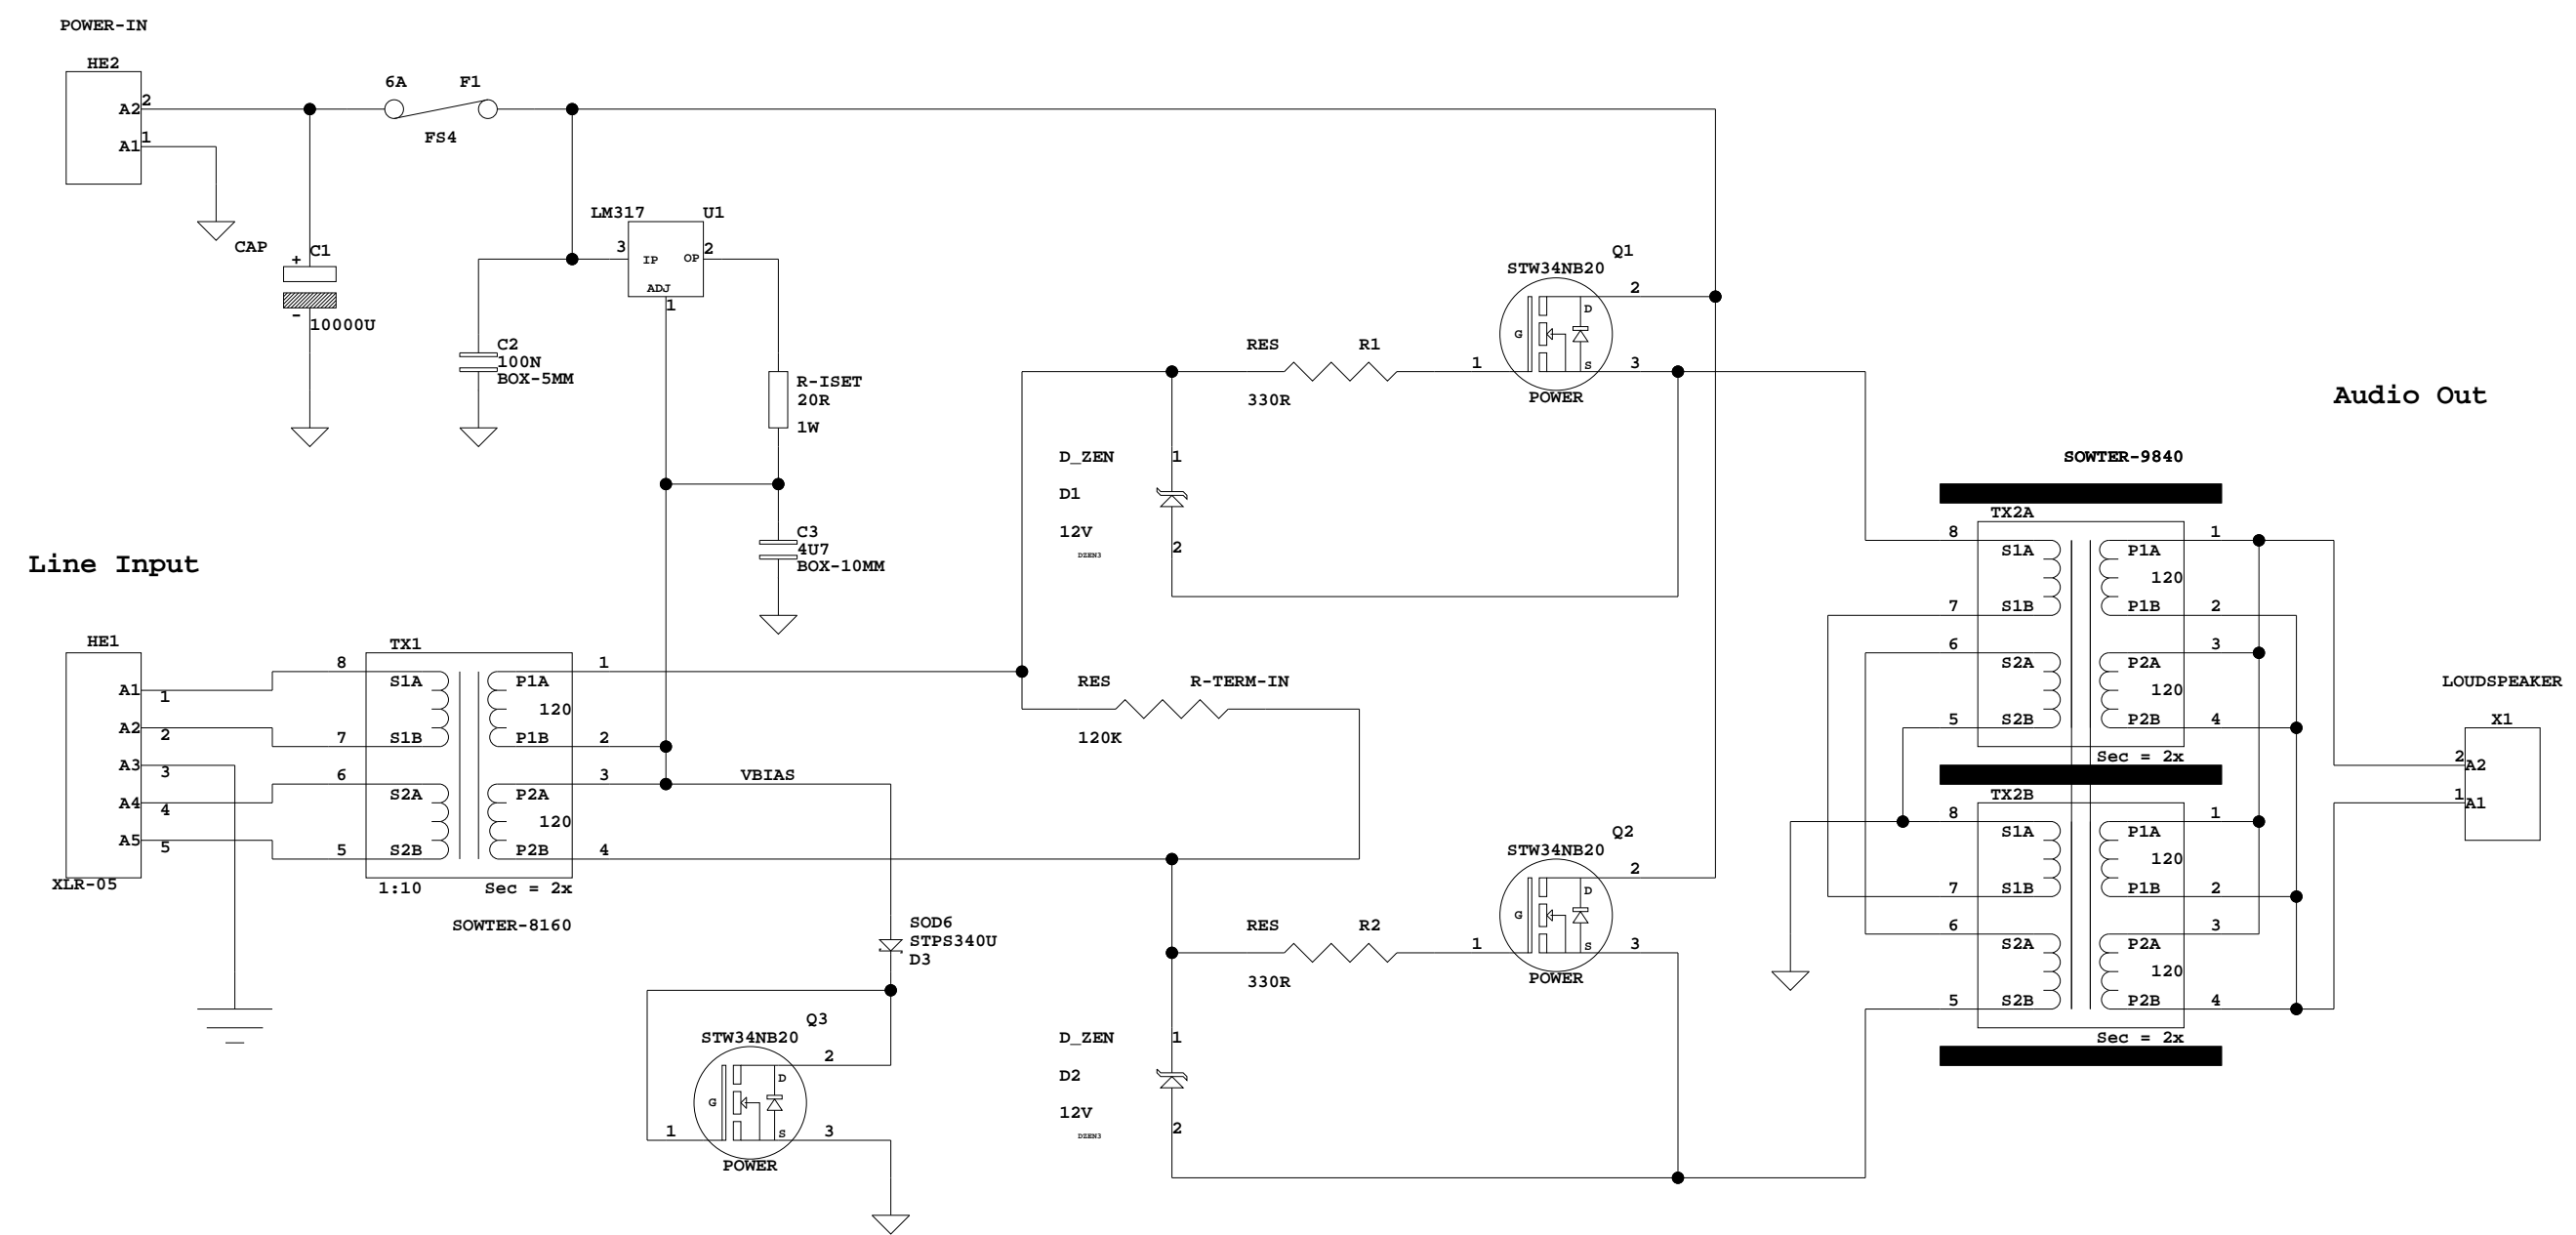 POWER-IN
HE2
A2 2
A1 1
6A F1
FS4
CAP
+ C1
-
10000U
LM317 U1
3 IP OP 2
ADJ
1
C2
100N
BOX-5MM
R-ISET
20R
1W
C3
4U7
BOX-10MM
Line Input
HE1
A1 1
A2 2
A3 3
A4 4
A5 5
XLR-05
TX1
8 S1A P1A 1
120
7 S1B P1B 2
6 S2A P2A 3
120
5 S2B P2B 4
1:10 Sec = 2x
SOWTER-8160
VBIAS
SOD6
STPS340U
D3
Q3
STW34NB20
2
D
G
S
1 3
POWER
RES R1
330R
D_ZEN 1
D1
12V
DZEN3
2
Q1
STW34NB20
2
D
G
S
1 3
POWER
RES R-TERM-IN
120K
RES R2
330R
D_ZEN 1
D2
12V
DZEN3
2
Q2
STW34NB20
2
D
G
S
1 3
POWER
Audio Out
SOWTER-9840
TX2A
8 S1A P1A 1
120
7 S1B P1B 2
6 S2A P2A 3
120
5 S2B P2B 4
Sec = 2x
TX2B
8 S1A P1A 1
120
7 S1B P1B 2
6 S2A P2A 3
120
5 S2B P2B 4
Sec = 2x
LOUDSPEAKER
X1
2 A2
1 A1